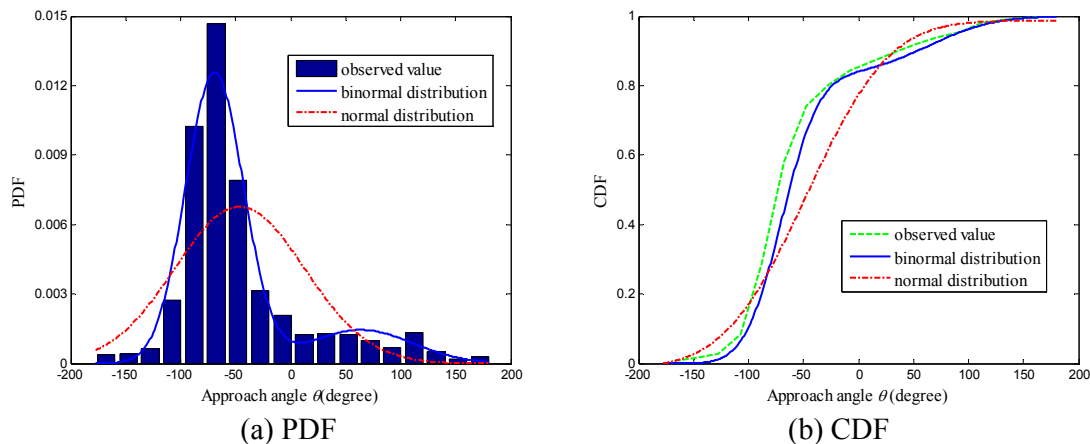 0.015
0.012
0.009
0.006
0.003
0
PDF
observed value
binormal distribution
normal distribution
-200 -150 -100 -50 0 50 100 150 200
Approach angle θ(degree)
(a) PDF
1
0.8
0.6
0.4
0.2
0
CDF
observed value
binormal distribution
normal distribution
-200 -150 -100 -50 0 50 100 150 200
Approach angle θ (degree)
(b) CDF